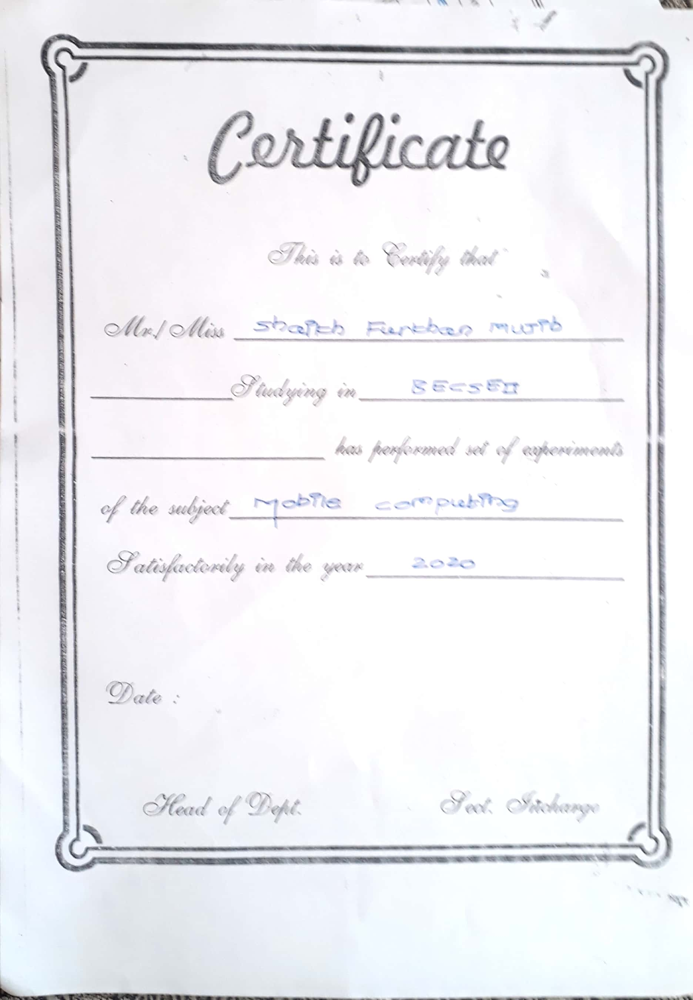 Certificate
This is to Certify that
Mr./ Miss Shaikh Furkhan Mujib
Studying in BECSEII
has performed set of experiments
of the subject Mobile computing
Satisfactorily in the year 2020
Date :
Head of Dept. Sect. Incharge